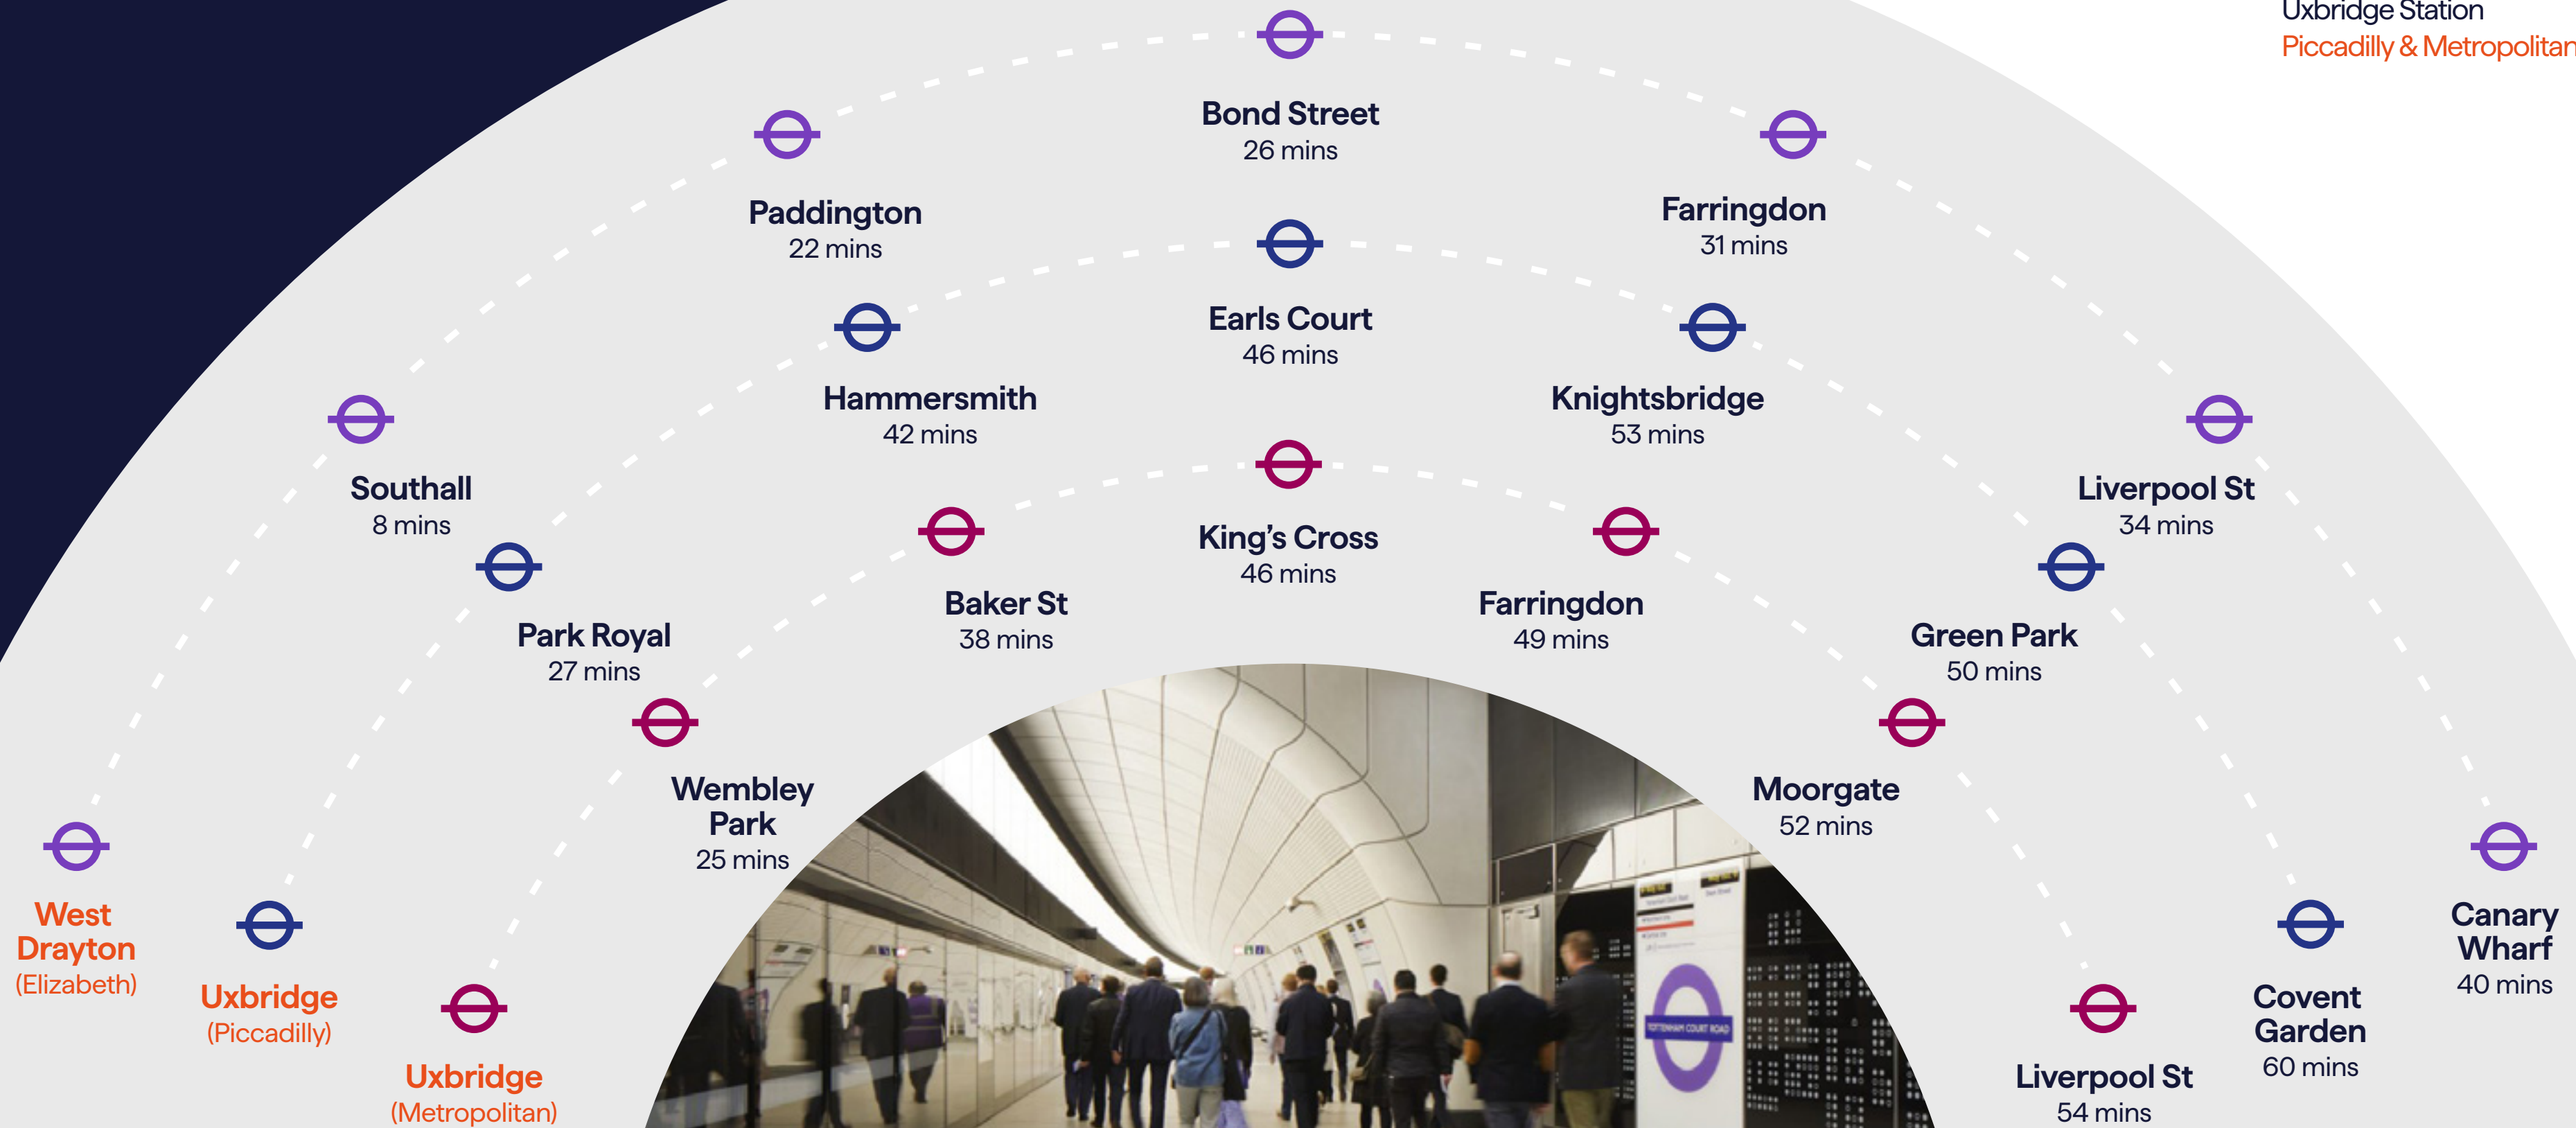 Uxbridge Station
Piccadilly & Metropolitan
Bond Street
26 mins
Paddington
22 mins
Farringdon
31 mins
Southall
8 mins
Liverpool St
34 mins
West
Drayton
(Elizabeth)
Canary
Wharf
40 mins
Earls Court
46 mins
Hammersmith
42 mins
Knightsbridge
53 mins
Park Royal
27 mins
Green Park
50 mins
Uxbridge
(Piccadilly)
Covent
Garden
60 mins
King's Cross
46 mins
Baker St
38 mins
Farringdon
49 mins
Wembley
Park
25 mins
Moorgate
52 mins
Uxbridge
(Metropolitan)
Liverpool St
54 mins
TOTTENHAM COURT ROAD